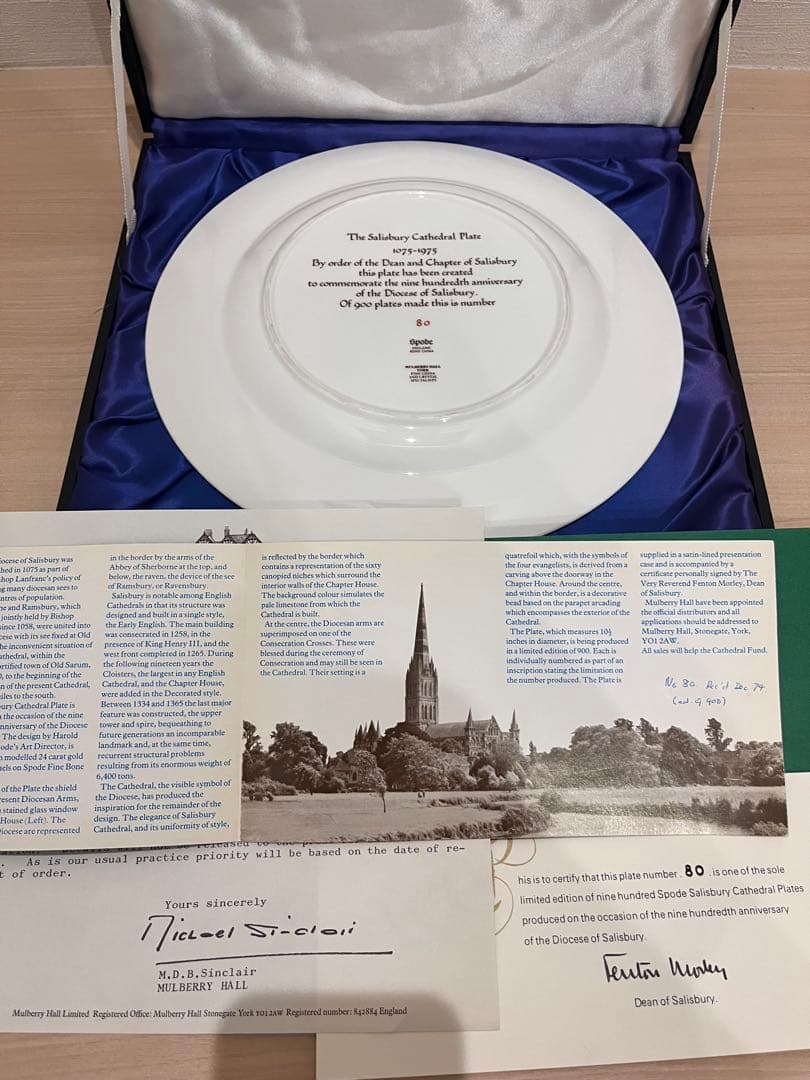 The Salisbury Cathedral Plate
1075-1975
By order of the Dean and Chapter of Salisbury
this plate has been created
to commemorate the nine hundredth anniversary
of the Diocese of Salisbury.
Of 900 plates made this is number
80
Spode
ENGLAND
BONE CHINA
MULBERRY HALL
YORK
FINE CHINA
AND CRYSTAL
SPECIALISTS
ocese of Salisbury was
hed in 1075 as part of
hop Lanfranc's policy of
g many diocesan sees to
ntres of population.
ne and Ramsbury, which
jointly held by Bishop
ince 1058, were united into
cese with its see fixed at Old
he inconvenient situation of
athedral, within the
rtified town of Old Sarum,
0, to the beginning of the
n of the present Cathedral,
iles to the south.
ury Cathedral Plate is
the occasion of the nine
nniversary of the Diocese
The design by Harold
ode's Art Director, is
modelled 24 carat gold
els on Spode Fine Bone
of the Plate the shield
resent Diocesan Arms,
stained glass window
House (Left). The
Diocese are represented
in the border by the arms of the
Abbey of Sherborne at the top, and
below, the raven, the device of the see
of Ramsbury, or Ravensbury.
Salisbury is notable among English
Cathedrals in that its structure was
designed and built in a single style,
the Early English. The main building
was consecrated in 1258, in the
presence of King Henry III, and the
west front completed in 1265. During
the following nineteen years the
Cloisters, the largest in any English
Cathedral, and the Chapter House,
were added in the Decorated style.
Between 1334 and 1365 the last major
feature was constructed, the upper
tower and spire, bequeathing to
future generations an incomparable
landmark and, at the same time,
recurrent structural problems
resulting from its enormous weight of
6,400 tons.
The Cathedral, the visible symbol of
the Diocese, has produced the
inspiration for the remainder of the
design. The elegance of Salisbury
Cathedral, and its uniformity of style,
is reflected by the border which
contains a representation of the sixty
canopied niches which surround the
interior walls of the Chapter House.
The background colour simulates the
pale limestone from which the
Cathedral is built.
At the centre, the Diocesan arms are
superimposed on one of the
Consecration Crosses. These were
blessed during the ceremony of
Consecration and may still be seen in
the Cathedral. Their setting is a
quatrefoil which, with the symbols of
the four evangelists, is derived from a
carving above the doorway in the
Chapter House. Around the centre,
and within the border, is a decorative
bead based on the parapet arcading
which encompasses the exterior of the
Cathedral.
The Plate, which measures 10½
inches in diameter, is being produced
in a limited edition of 900. Each is
individually numbered as part of an
inscription stating the limitation on
the number produced. The Plate is
supplied in a satin-lined presentation
case and is accompanied by a
certificate personally signed by The
Very Reverend Fenton Morley, Dean
of Salisbury.
Mulberry Hall have been appointed
the official distributors and all
applications should be addressed to
Mulberry Hall, Stonegate, York,
YO1 2AW.
All sales will help the Cathedral Fund.
No 80. Ac'd Dec 74
released to the
. As is our usual practice priority will be based on the date of re-
t of order.
Yours sincerely
Michael Sinclair
M.D.B.Sinclair
MULBERRY HALL
Mulberry Hall Limited Registered Office: Mulberry Hall Stonegate York YO1 2AW Registered number: 842884 England
his is to certify that this plate number 80 is one of the sole
limited edition of nine hundred Spode Salisbury Cathedral Plates
produced on the occasion of the nine hundredth anniversary
of the Diocese of Salisbury.
Fenton Morley
Dean of Salisbury.